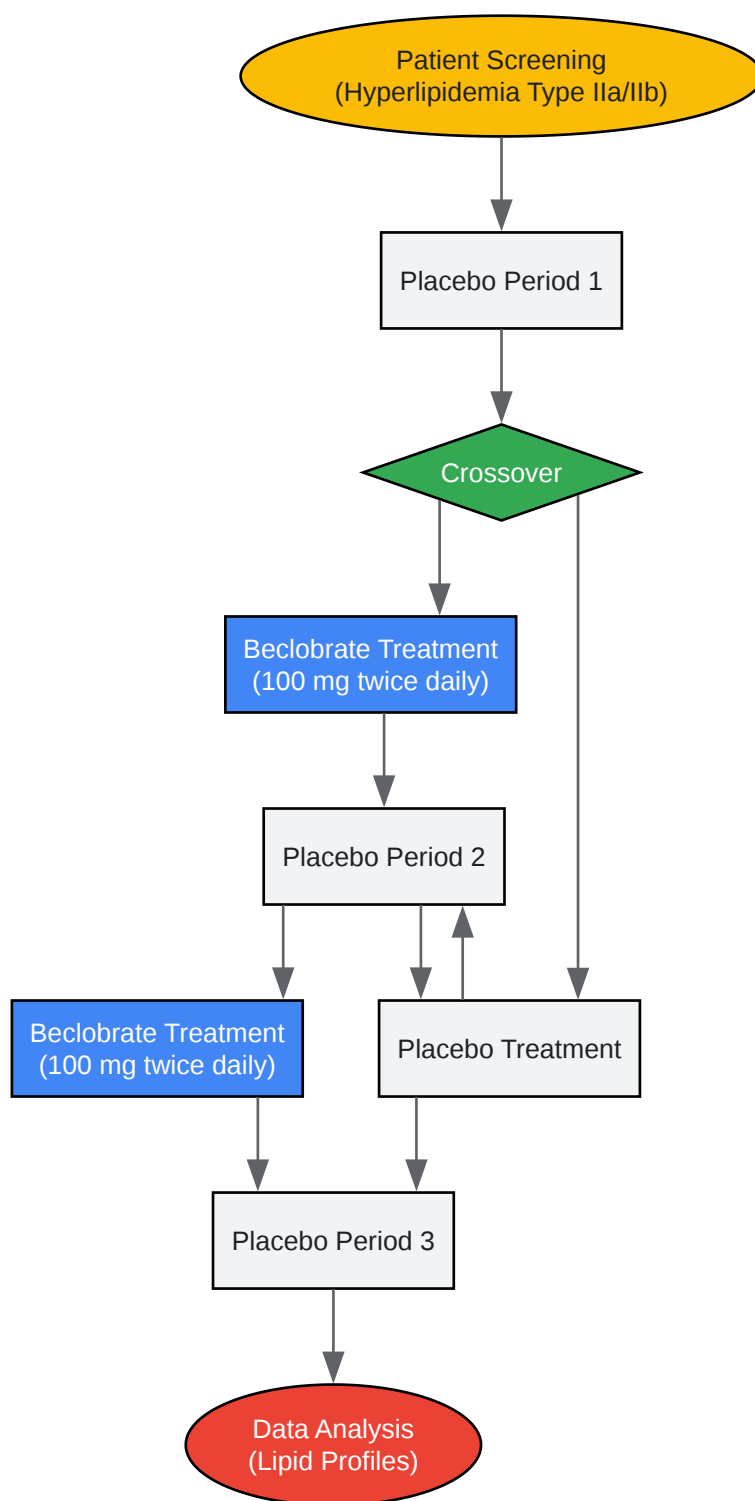 Patient Screening
(Hyperlipidemia Type IIa/IIb)
Placebo Period 1
Crossover
Beclobrate Treatment
(100 mg twice daily)
Placebo Period 2
Beclobrate Treatment
(100 mg twice daily)
Placebo Treatment
Placebo Period 3
Data Analysis
(Lipid Profiles)